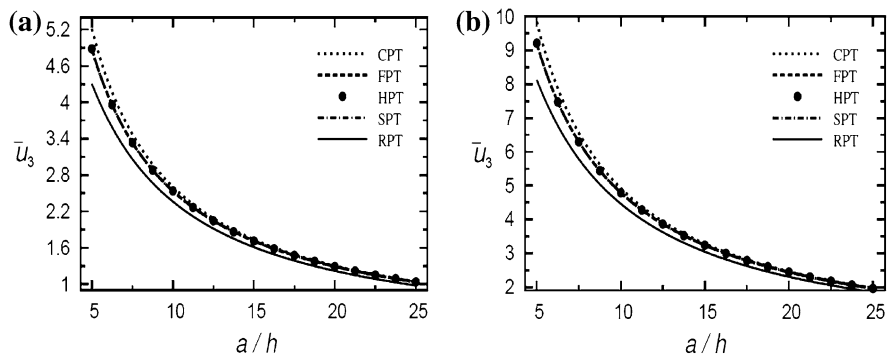 (a)
5.2
4.6
4
3.4
2.8
2.2
1.6
1
ū₃
CPT
FPT
HPT
SPT
RPT
5 10 15 20 25
a / h
(b)
10
9
8
7
6
5
4
3
2
ū₃
CPT
FPT
HPT
SPT
RPT
5 10 15 20 25
a / h